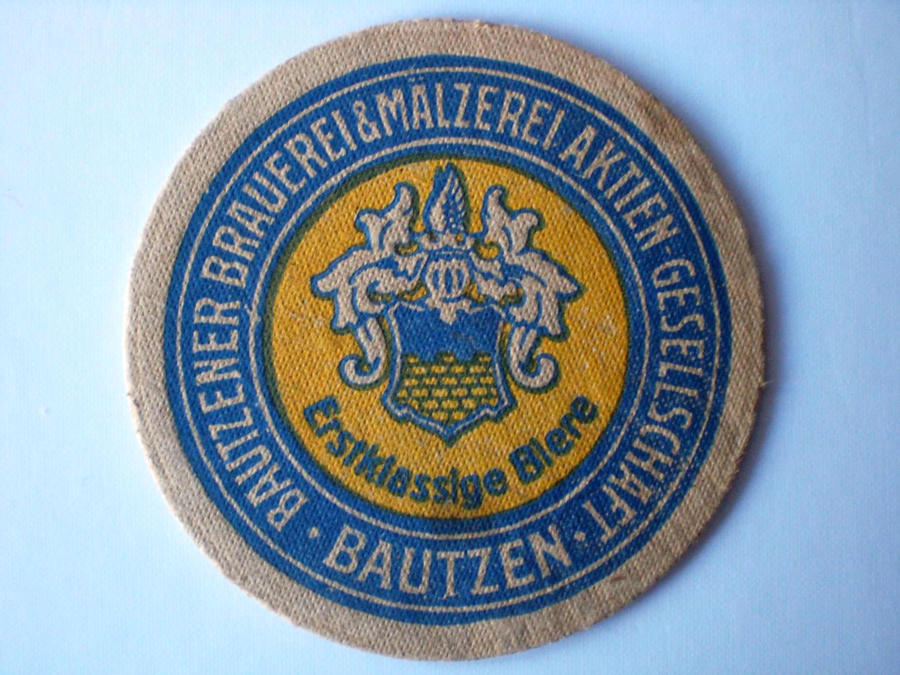 BAUTZENER BRAUEREI & MÄLZEREI AKTIEN GESELLSCHAFT
· BAUTZEN ·
Erstklassige Biere